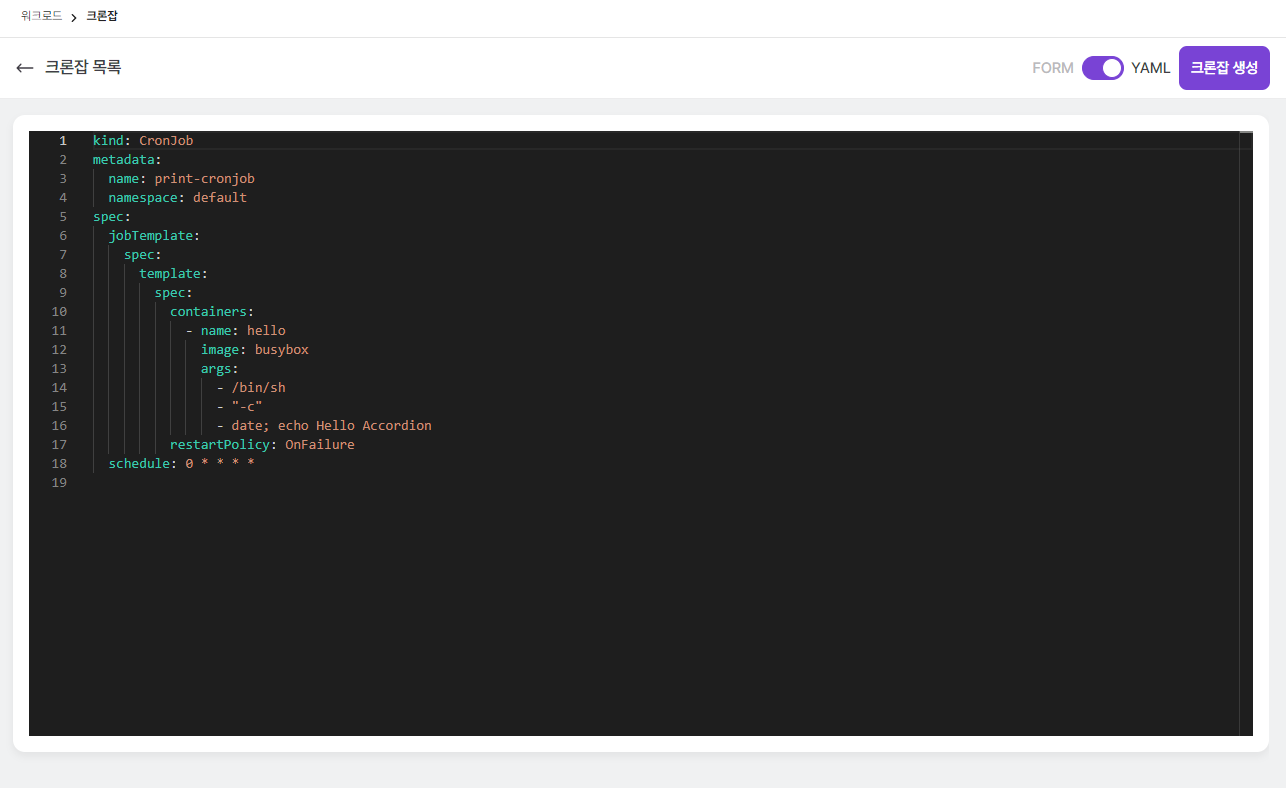 워크로드 > 크론잡
← 크론잡 목록
FORM YAML 크론잡 생성
1 kind: CronJob
2 metadata:
3   name: print-cronjob
4   namespace: default
5 spec:
6   jobTemplate:
7     spec:
8       template:
9         spec:
10           containers:
11             - name: hello
12               image: busybox
13               args:
14                 - /bin/sh
15                 - "-c"
16                 - date; echo Hello Accordion
17           restartPolicy: OnFailure
18   schedule: 0 * * * *
19